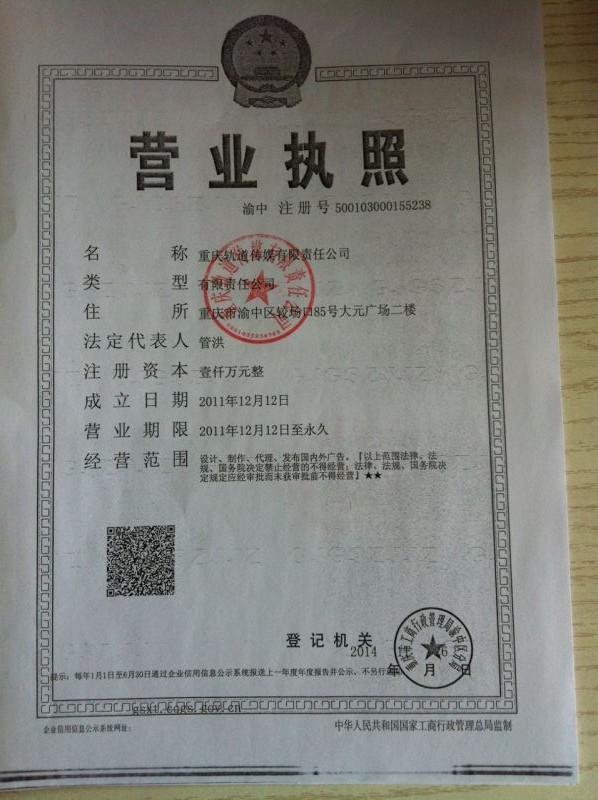 营业执照
渝中 注册号 500103000155238
名称 重庆轨道传媒有限责任公司
类型 有限责任公司
住所 重庆市渝中区较场口85号大元广场二楼
法定代表人 管洪
注册资本 壹仟万元整
成立日期 2011年12月12日
营业期限 2011年12月12日至永久
经营范围 设计、制作、代理、发布国内外广告。『以上范围法律、法
规、国务院决定禁止经营的不得经营；法律、法规、国务院决
定规定应经审批而未获审批前不得经营』★★
登记机关
2014
年 月 日
提示：每年1月1日至6月30日通过企业信用信息公示系统报送上一年度年度报告并公示，不另行
gsxt.cqgs.gov.cn
企业信用信息公示系统网址：
中华人民共和国国家工商行政管理总局监制